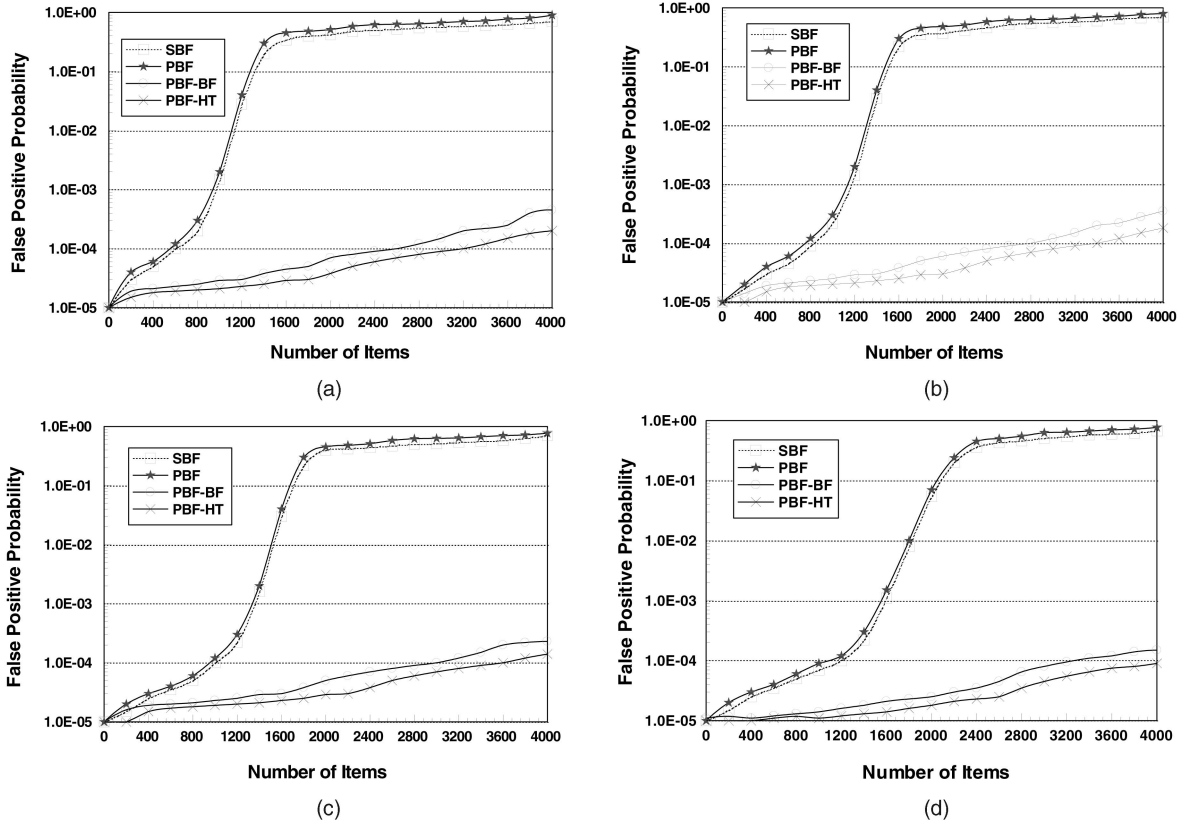 False Positive Probability
1.0E+00
1.0E-01
1.0E-02
1.0E-03
1.0E-04
1.0E-05
SBF
PBF
PBF-BF
PBF-HT
0 400 800 1200 1600 2000 2400 2800 3200 3600 4000
Number of Items
(a)
False Positive Probability
1.0E+00
1.0E-01
1.0E-02
1.0E-03
1.0E-04
1.0E-05
SBF
PBF
PBF-BF
PBF-HT
0 400 800 1200 1600 2000 2400 2800 3200 3600 4000
Number of Items
(b)
False Positive Probability
1.0E+00
1.0E-01
1.0E-02
1.0E-03
1.0E-04
1.0E-05
SBF
PBF
PBF-BF
PBF-HT
0 400 800 1200 1600 2000 2400 2800 3200 3600 4000
Number of Items
(c)
False Positive Probability
1.0E+00
1.0E-01
1.0E-02
1.0E-03
1.0E-04
1.0E-05
SBF
PBF
PBF-BF
PBF-HT
0 400 800 1200 1600 2000 2400 2800 3200 3600 4000
Number of Items
(d)